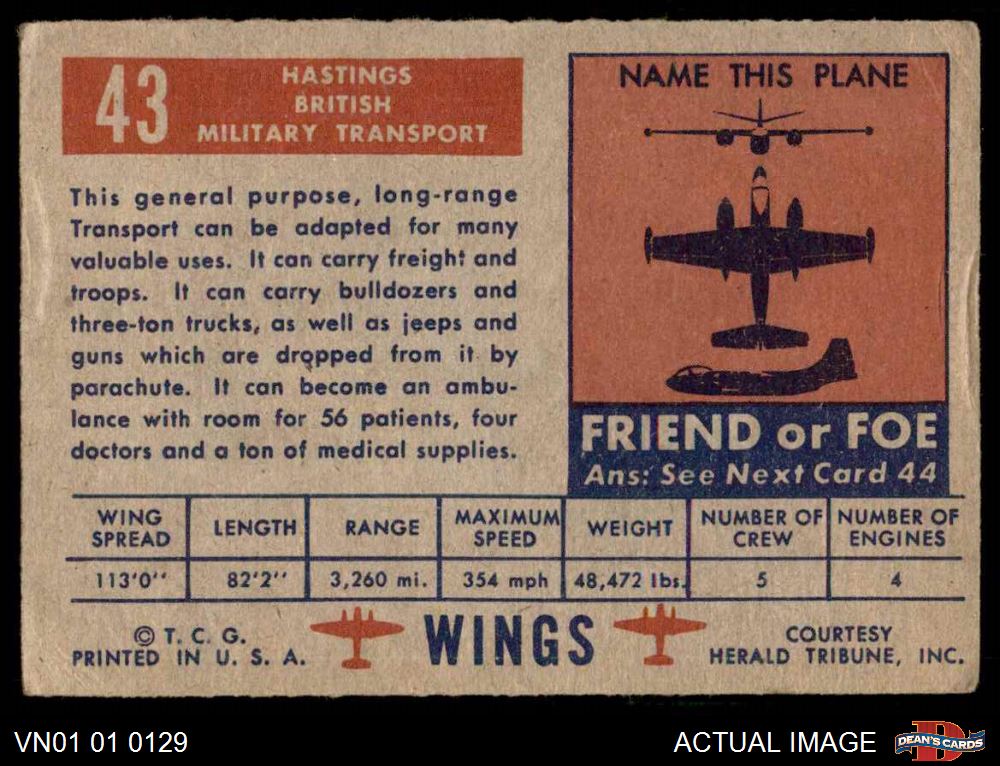 43
HASTINGS
BRITISH
MILITARY TRANSPORT
This general purpose, long-range
Transport can be adapted for many
valuable uses. It can carry freight and
troops. It can carry bulldozers and
three-ton trucks, as well as jeeps and
guns which are dropped from it by
parachute. It can become an ambu-
lance with room for 56 patients, four
doctors and a ton of medical supplies.
NAME THIS PLANE
FRIEND or FOE
Ans: See Next Card 44
WING SPREAD LENGTH RANGE MAXIMUM SPEED WEIGHT NUMBER OF CREW NUMBER OF ENGINES
113'0'' 82'2'' 3,260 mi. 354 mph 48,472 lbs. 5 4
© T. C. G.
PRINTED IN U. S. A.
WINGS
COURTESY
HERALD TRIBUNE, INC.
VN01 01 0129
ACTUAL IMAGE
DEAN'S CARDS